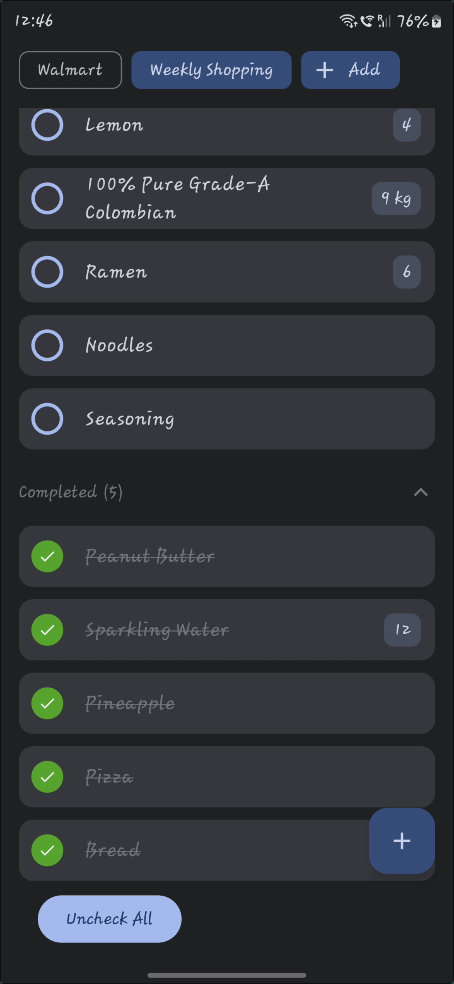 12:46
76%
Walmart
Weekly Shopping
+ Add
Lemon
4
100% Pure Grade-A
Colombian
9 kg
Ramen
6
Noodles
Seasoning
Completed (5)
Peanut Butter
Sparkling Water
12
Pineapple
Pizza
Bread
+
Uncheck All